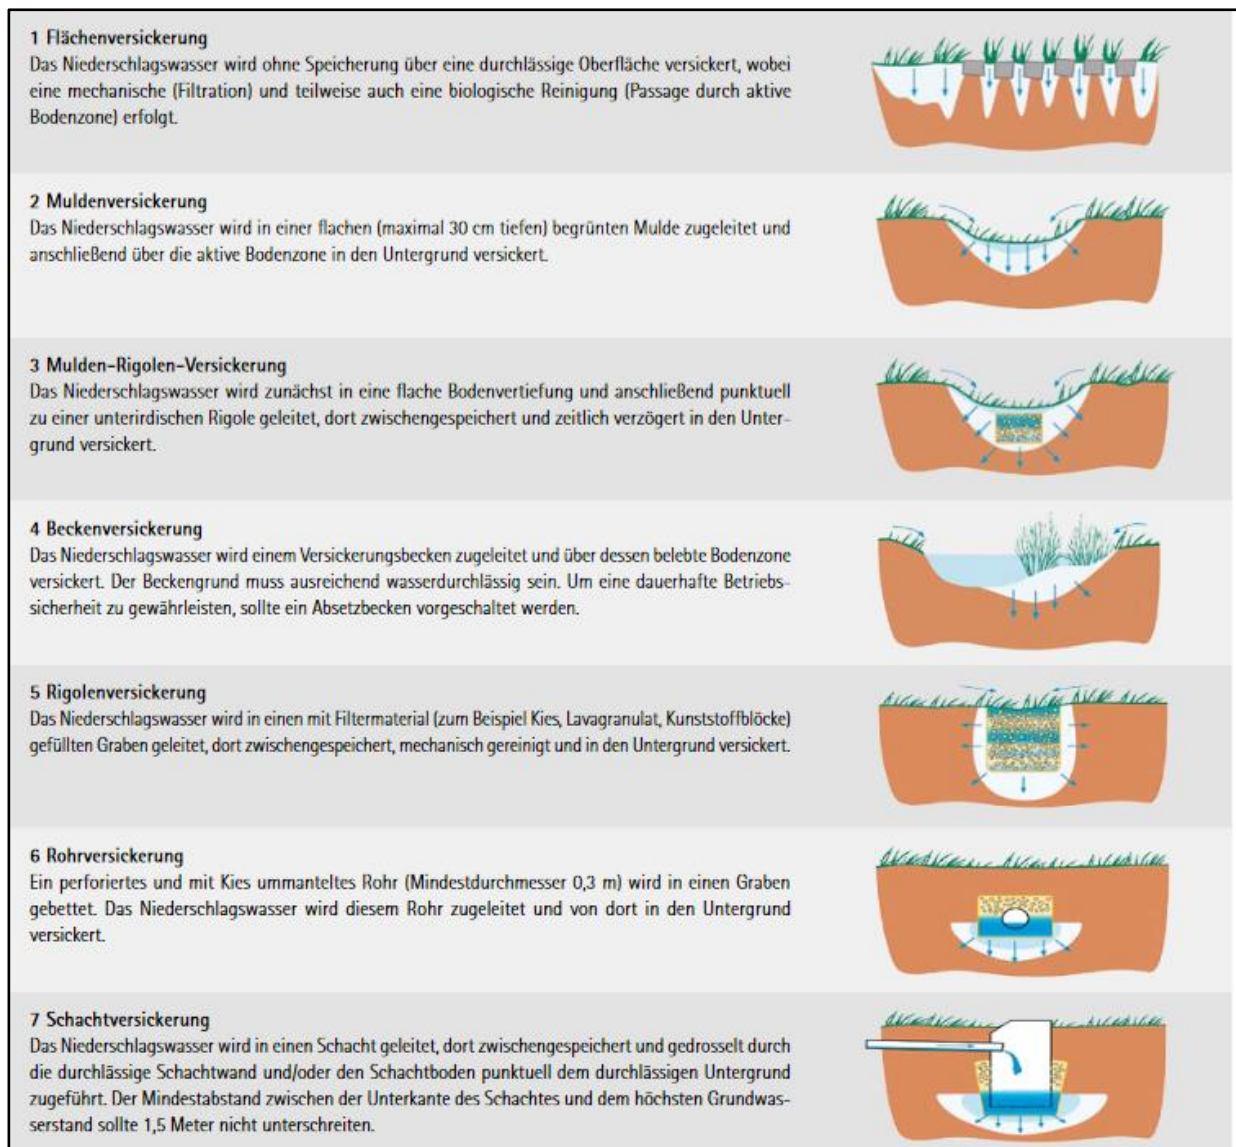 1 Flächenversickerung
Das Niederschlagswasser wird ohne Speicherung über eine durchlässige Oberfläche versickert, wobei
eine mechanische (Filtration) und teilweise auch eine biologische Reinigung (Passage durch aktive
Bodenzone) erfolgt.
2 Muldenversickerung
Das Niederschlagswasser wird in einer flachen (maximal 30 cm tiefen) begrünten Mulde zugeleitet und
anschließend über die aktive Bodenzone in den Untergrund versickert.
3 Mulden-Rigolen-Versickerung
Das Niederschlagswasser wird zunächst in eine flache Bodenvertiefung und anschließend punktuell
zu einer unterirdischen Rigole geleitet, dort zwischengespeichert und zeitlich verzögert in den Unter-
grund versickert.
4 Beckenversickerung
Das Niederschlagswasser wird einem Versickerungsbecken zugeleitet und über dessen belebte Bodenzone
versickert. Der Beckengrund muss ausreichend wasserdurchlässig sein. Um eine dauerhafte Betriebs-
sicherheit zu gewährleisten, sollte ein Absetzbecken vorgeschaltet werden.
5 Rigolenversickerung
Das Niederschlagswasser wird in einen mit Filtermaterial (zum Beispiel Kies, Lavagranulat, Kunststoffblöcke)
gefüllten Graben geleitet, dort zwischengespeichert, mechanisch gereinigt und in den Untergrund versickert.
6 Rohrversickerung
Ein perforiertes und mit Kies ummanteltes Rohr (Mindestdurchmesser 0,3 m) wird in einen Graben
gebettet. Das Niederschlagswasser wird diesem Rohr zugeleitet und von dort in den Untergrund
versickert.
7 Schachtversickerung
Das Niederschlagswasser wird in einen Schacht geleitet, dort zwischengespeichert und gedrosselt durch
die durchlässige Schachtwand und/oder den Schachtboden punktuell dem durchlässigen Untergrund
zugeführt. Der Mindestabstand zwischen der Unterkante des Schachtes und dem höchsten Grundwas-
serstand sollte 1,5 Meter nicht unterschreiten.